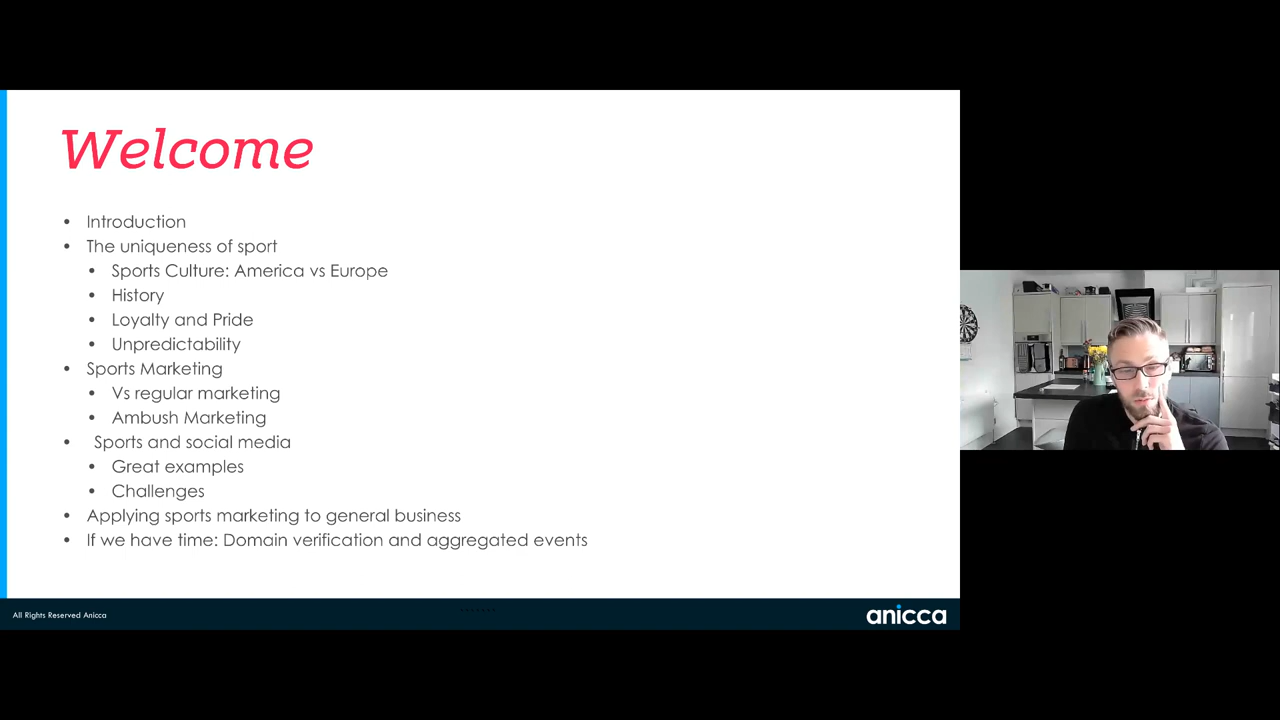 Welcome
• Introduction
• The uniqueness of sport
• Sports Culture: America vs Europe
• History
• Loyalty and Pride
• Unpredictability
• Sports Marketing
• Vs regular marketing
• Ambush Marketing
• Sports and social media
• Great examples
• Challenges
• Applying sports marketing to general business
• If we have time: Domain verification and aggregated events
All Rights Reserved Anicca
anicca